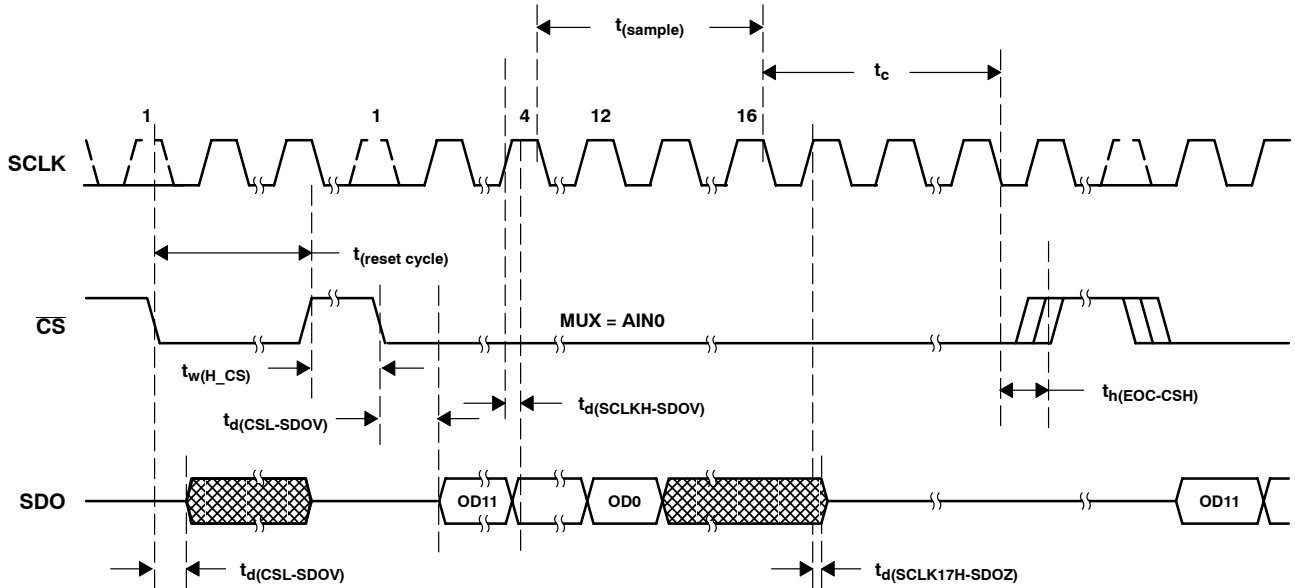 t(sample)
tc
1 1 4 12 16
SCLK
t(reset cycle)
CS
MUX = AIN0
tw(H_CS)
th(EOC-CSH)
td(CSL-SDOV)
td(SCLKH-SDOV)
SDO
OD11 OD0 OD11
td(CSL-SDOV)
td(SCLK17H-SDOZ)